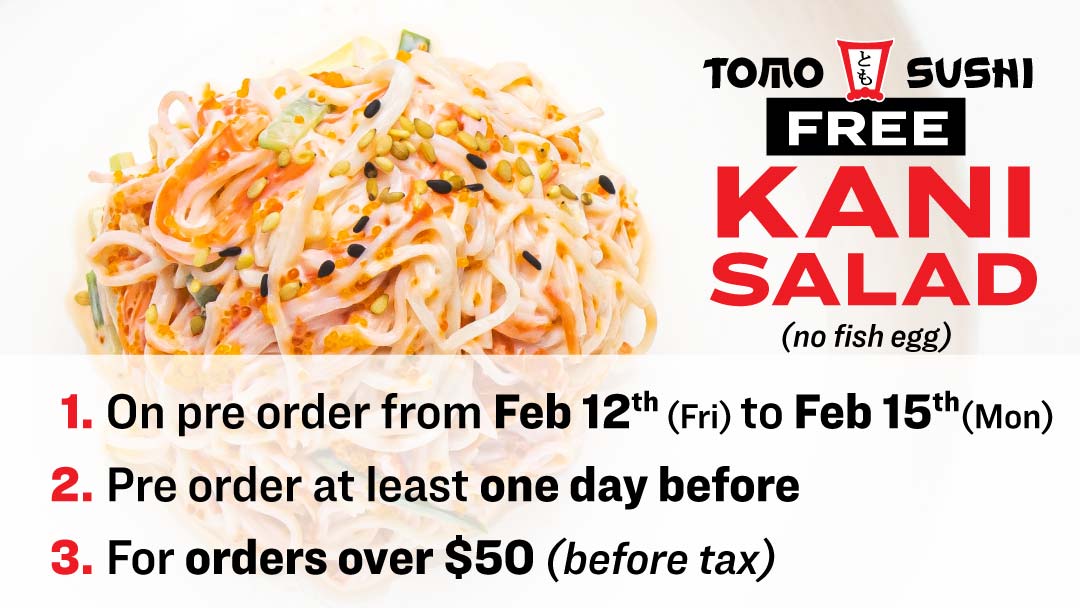 TOMO とも SUSHI
FREE
KANI
SALAD
(no fish egg)
1. On pre order from Feb 12th (Fri) to Feb 15th (Mon)
2. Pre order at least one day before
3. For orders over $50 (before tax)